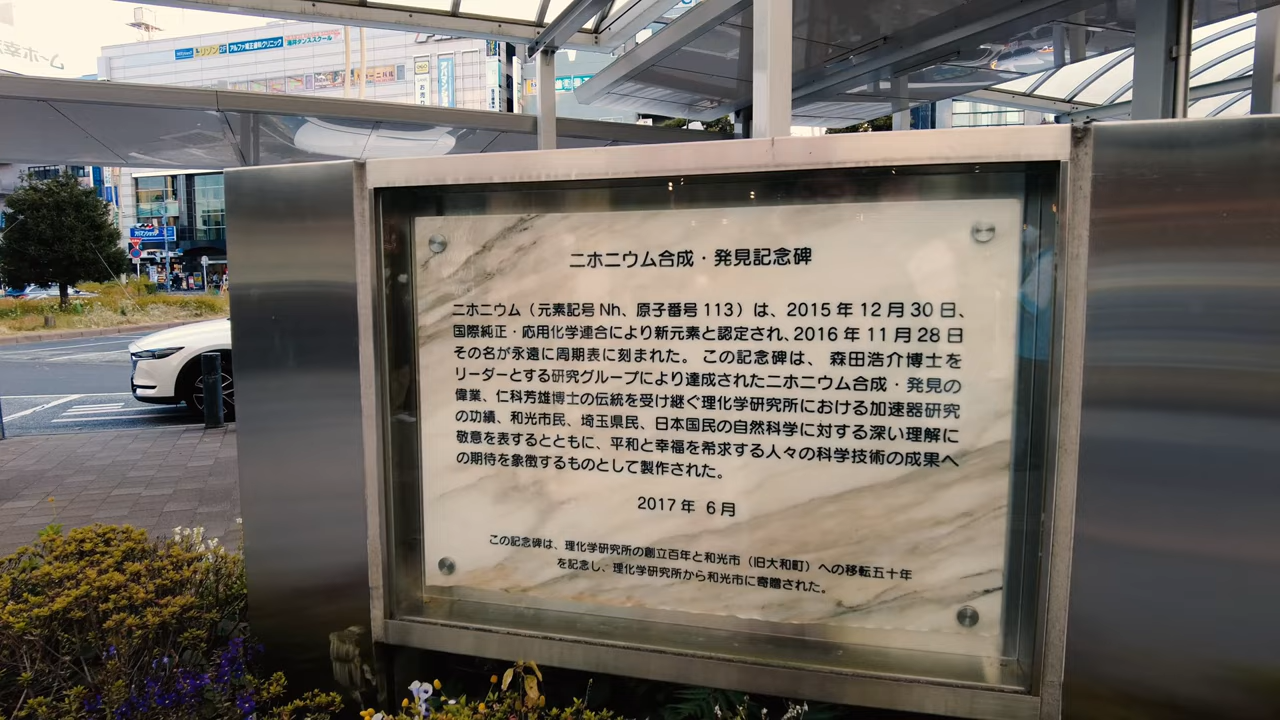 アルファ矯正歯科クリニック
ニホニウム合成・発見記念碑
ニホニウム（元素記号 Nh、原子番号 113）は、2015 年 12 月 30 日、
国際純正・応用化学連合により新元素と認定され、2016 年 11 月 28 日
その名が永遠に周期表に刻まれた。この記念碑は、 森田浩介博士を
リーダーとする研究グループにより達成されたニホニウム合成・発見の
偉業、仁科芳雄博士の伝統を受け継ぐ理化学研究所における加速器研究
の功績、和光市民、埼玉県民、日本国民の自然科学に対する深い理解に
敬意を表するとともに、平和と幸福を希求する人々の科学技術の成果へ
の期待を象徴するものとして製作された。
2017 年 6 月
この記念碑は、理化学研究所の創立百年と和光市（旧大和町）への移転五十年
を記念し、理化学研究所から和光市に寄贈された。